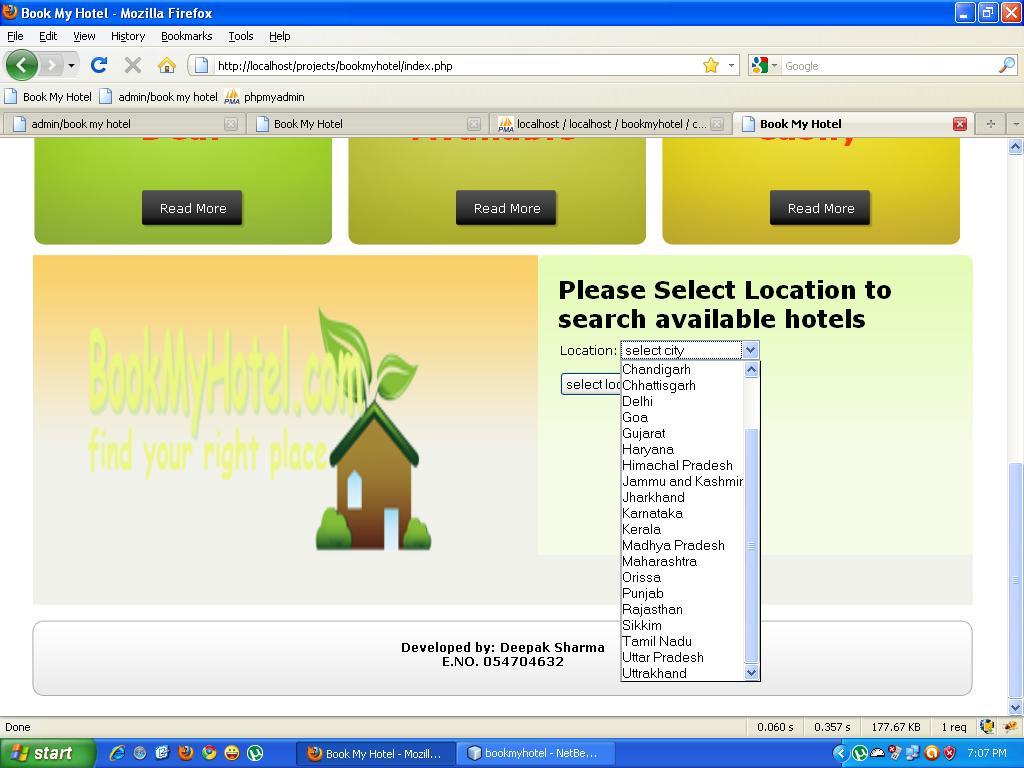 Book My Hotel - Mozilla Firefox
File Edit View History Bookmarks Tools Help
http://localhost/projects/bookmyhotel/index.php
Google
Book My Hotel admin/book my hotel PMA phpmyadmin
admin/book my hotel Book My Hotel PMA localhost / localhost / bookmyhotel / c... Book My Hotel
Read More Read More Read More
BookMyHotel.com
find your right place
Please Select Location to
search available hotels
Location: select city
select loc
Chandigarh
Chhattisgarh
Delhi
Goa
Gujarat
Haryana
Himachal Pradesh
Jammu and Kashmir
Jharkhand
Karnataka
Kerala
Madhya Pradesh
Maharashtra
Orissa
Punjab
Rajasthan
Sikkim
Tamil Nadu
Uttar Pradesh
Uttrakhand
Developed by: Deepak Sharma
E.NO. 054704632
Done 0.060 s 0.357 s 177.67 KB 1 req
start Book My Hotel - Mozill... bookmyhotel - NetBe... 7:07 PM